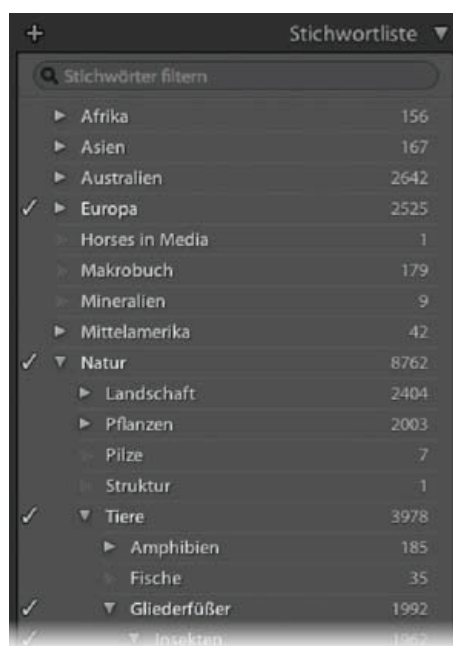 Stichwortliste
Stichwörter filtern
Afrika 156
Asien 167
Australien 2642
Europa 2525
Horses in Media 1
Makrobuch 179
Mineralien 9
Mittelamerika 42
Natur 8762
Landschaft 2404
Pflanzen 2003
Pilze 7
Struktur 1
Tiere 3978
Amphibien 185
Fische 35
Gliederfüßer 1992
Insekten 1967